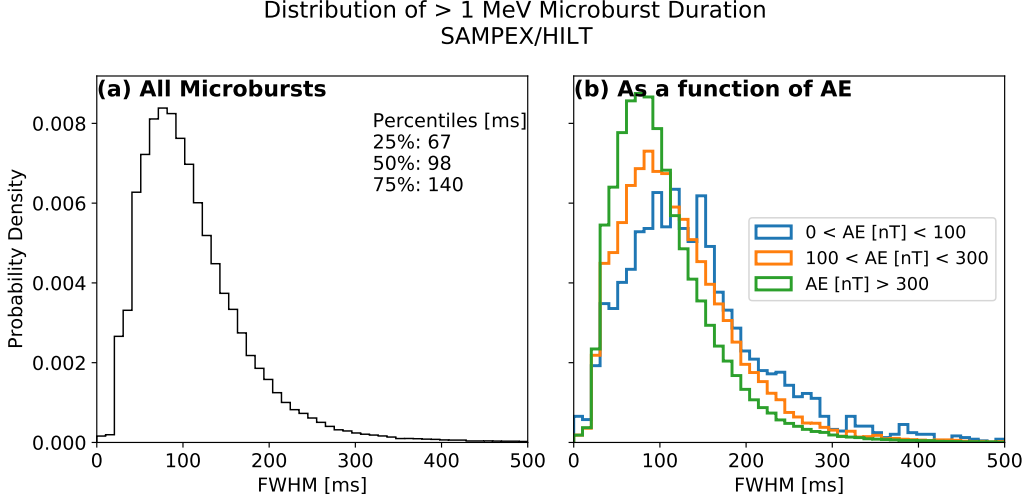 Distribution of > 1 MeV Microburst Duration
SAMPEX/HILT
(a) All Microbursts
Percentiles [ms]
25%: 67
50%: 98
75%: 140
Probability Density
0.008
0.006
0.004
0.002
0.000
0 100 200 300 400 500
FWHM [ms]
(b) As a function of AE
0 < AE [nT] < 100
100 < AE [nT] < 300
AE [nT] > 300
0 100 200 300 400 500
FWHM [ms]